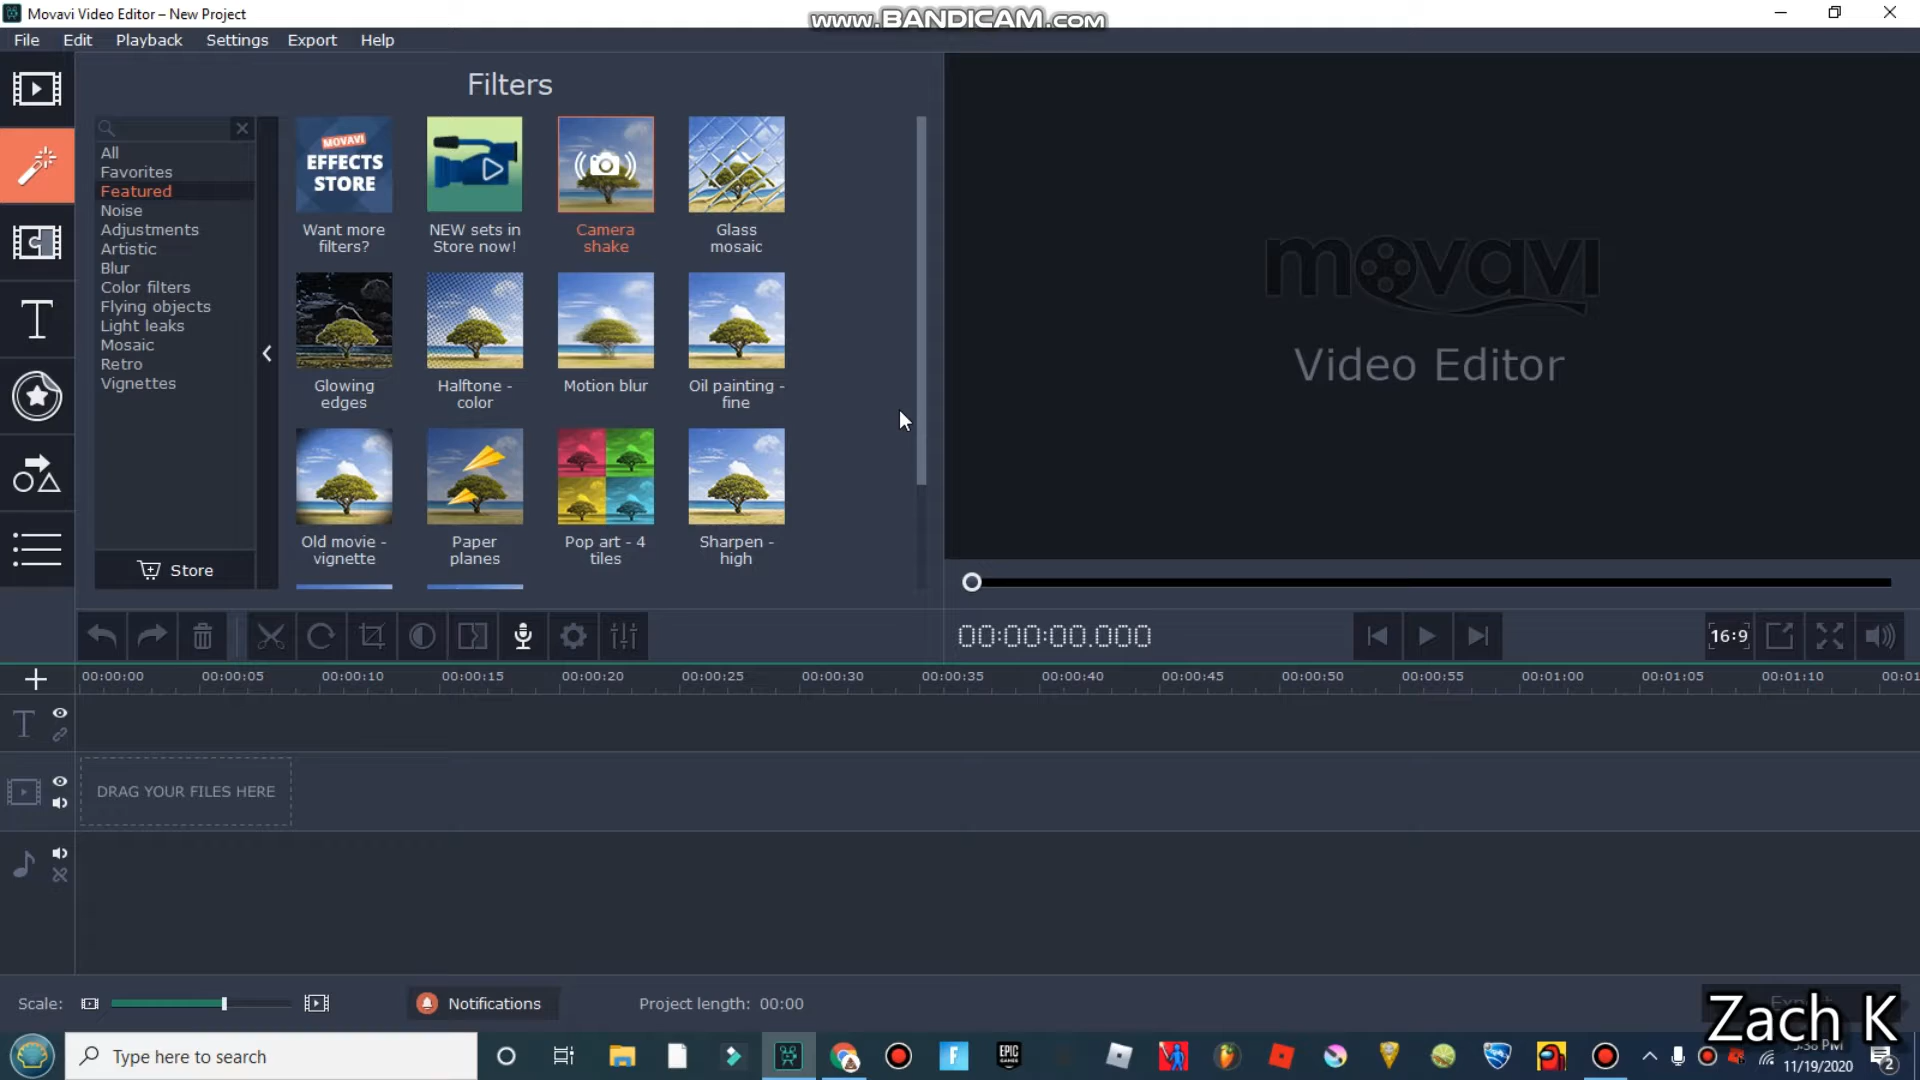 Movavi Video Editor – New Project
www.BANDICAM.com
File Edit Playback Settings Export Help
Filters
All
Favorites
Featured
Noise
Adjustments
Artistic
Blur
Color filters
Flying objects
Light leaks
Mosaic
Retro
Vignettes
Store
MOVAVI
EFFECTS
STORE
Want more
filters?
NEW sets in
Store now!
Camera
shake
Glass
mosaic
Glowing
edges
Halftone -
color
Motion blur
Oil painting -
fine
Old movie -
vignette
Paper
planes
Pop art - 4
tiles
Sharpen -
high
movavi
Video Editor
00:00:00.000
16:9
00:00:00 00:00:05 00:00:10 00:00:15 00:00:20 00:00:25 00:00:30 00:00:35 00:00:40 00:00:45 00:00:50 00:00:55 00:01:00 00:01:05 00:01:10 00:01
T
DRAG YOUR FILES HERE
Scale:
Notifications
Project length: 00:00
Zach K
Type here to search
F
EPIC
GAMES
11/19/2020
2